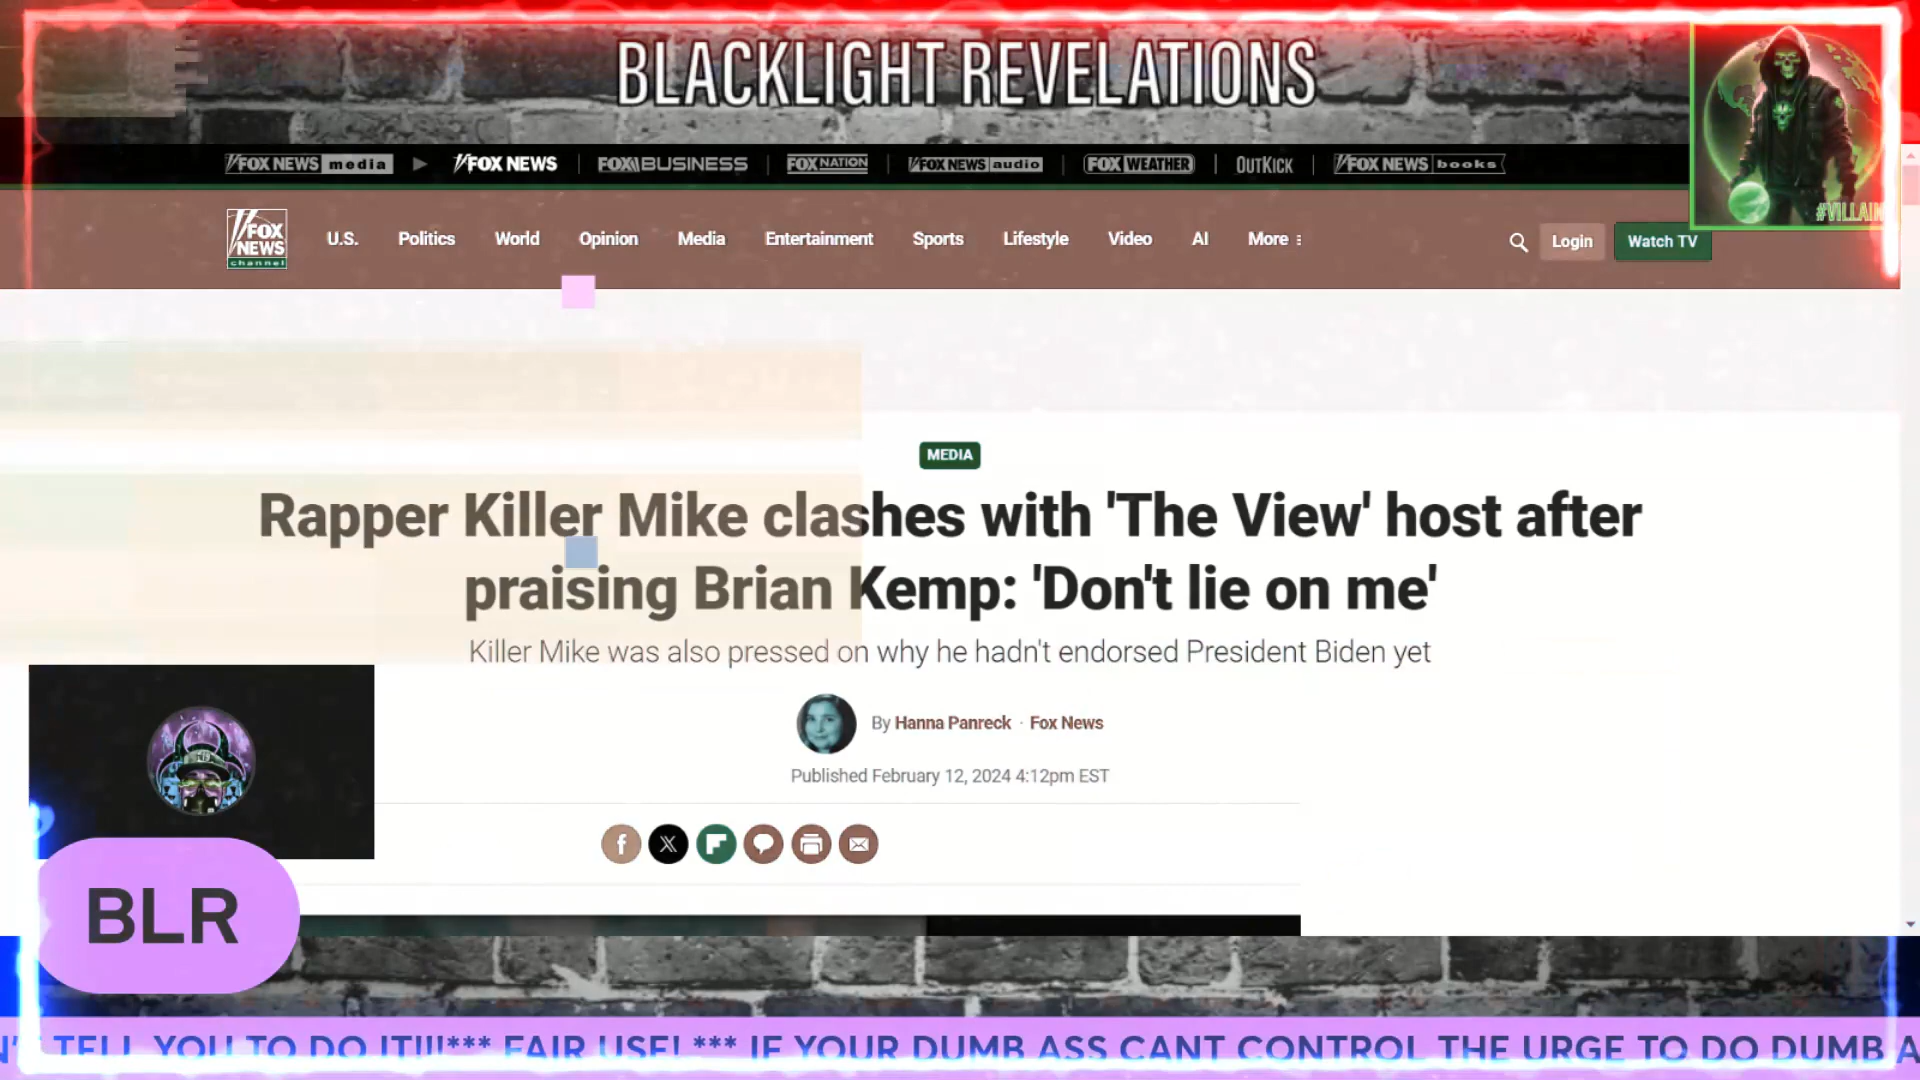 BLACKLIGHT REVELATIONS
FOX NEWS media FOX NEWS FOX BUSINESS FOX NATION FOX NEWS audio FOX WEATHER OUTKICK FOX NEWS books
#VILLAIN
FOX NEWS channel
U.S. Politics World Opinion Media Entertainment Sports Lifestyle Video AI More Login Watch TV
MEDIA
Rapper Killer Mike clashes with 'The View' host after
praising Brian Kemp: 'Don't lie on me'
Killer Mike was also pressed on why he hadn't endorsed President Biden yet
By Hanna Panreck · Fox News
Published February 12, 2024 4:12pm EST
BLR
N'T TELL YOU TO DO IT!!!*** FAIR USE! *** IF YOUR DUMB ASS CANT CONTROL THE URGE TO DO DUMB A